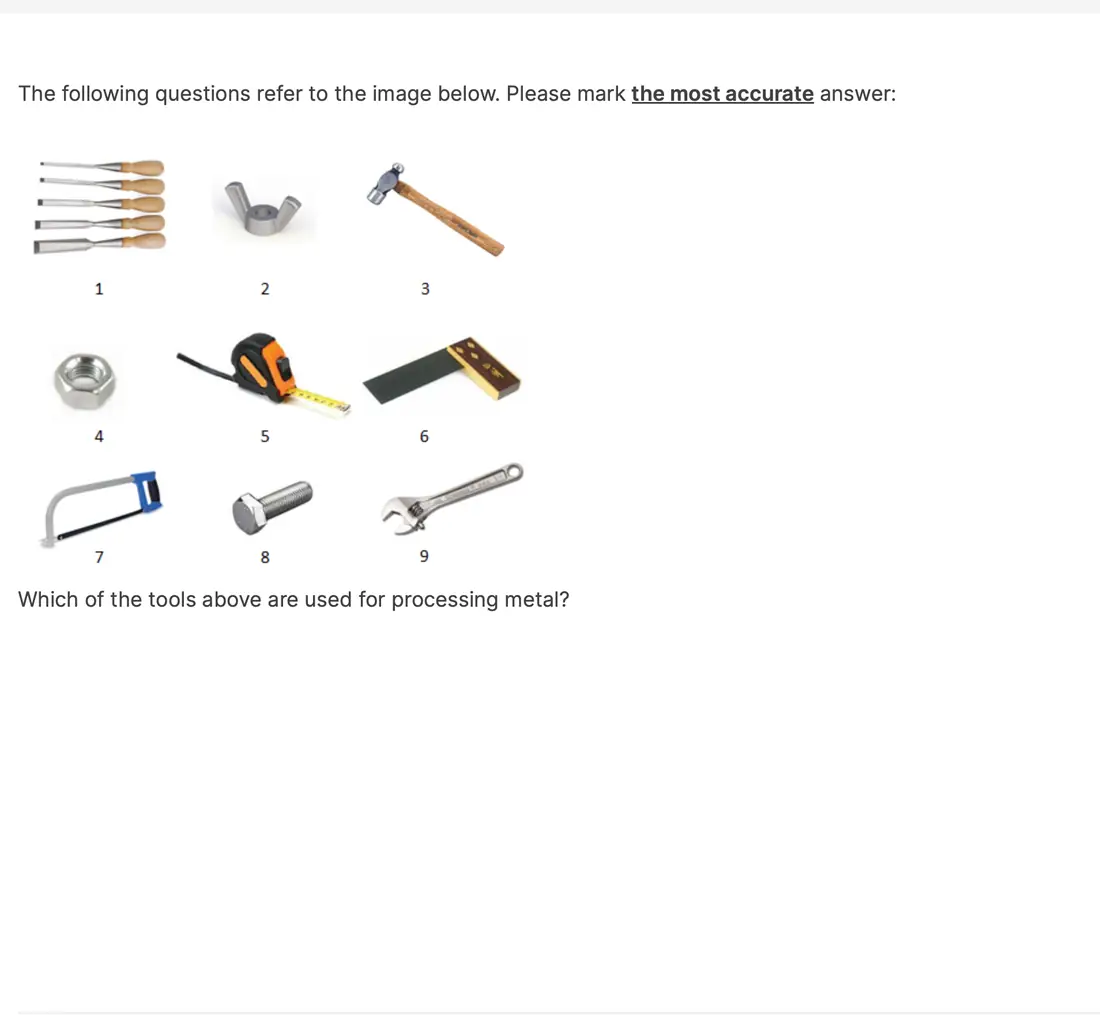 The following questions refer to the image below. Please mark the most accurate answer:
1 2 3
4 5 6
7 8 9
Which of the tools above are used for processing metal?